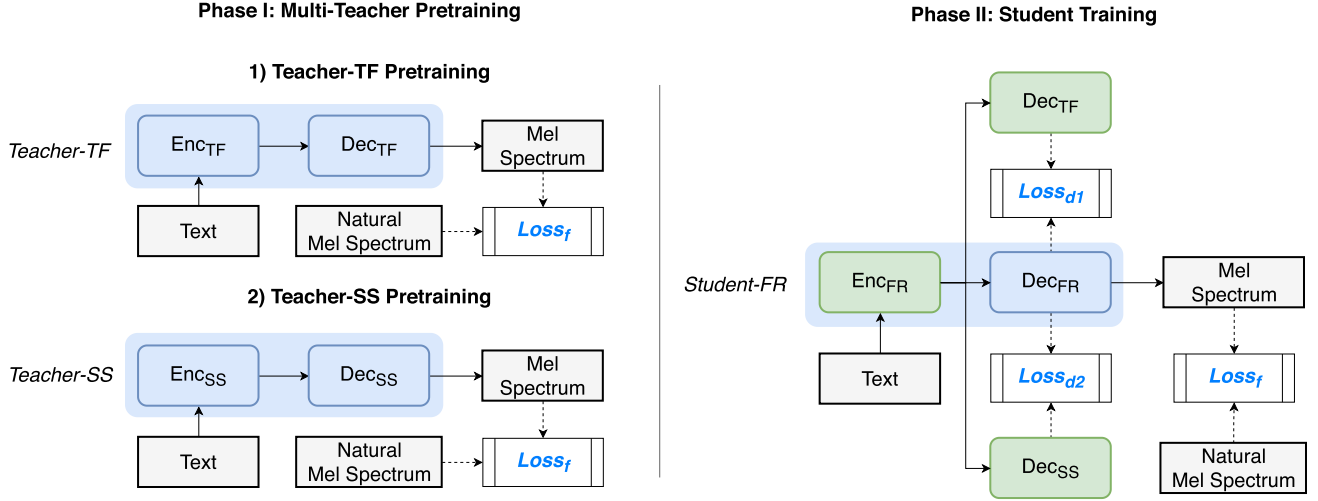 Phase I: Multi-Teacher Pretraining
1) Teacher-TF Pretraining
Teacher-TF
EncTF
DecTF
Mel
Spectrum
Text
Natural
Mel Spectrum
Lossf
2) Teacher-SS Pretraining
Teacher-SS
EncSS
DecSS
Mel
Spectrum
Text
Natural
Mel Spectrum
Lossf
Phase II: Student Training
DecTF
Lossd1
Student-FR
EncFR
DecFR
Mel
Spectrum
Text
Lossd2
Lossf
DecSS
Natural
Mel Spectrum